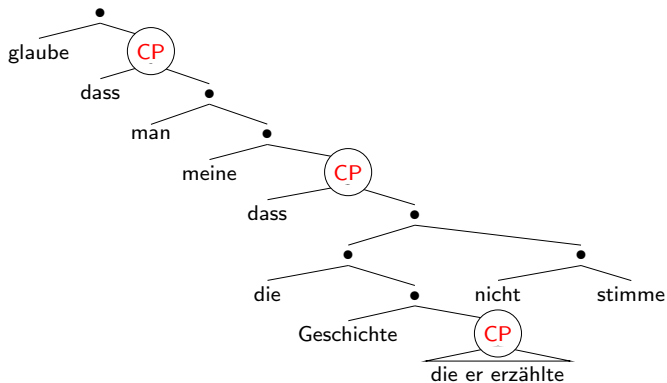 glaube CP
dass
man
meine CP
dass
die nicht stimme
Geschichte CP
die er erzählte